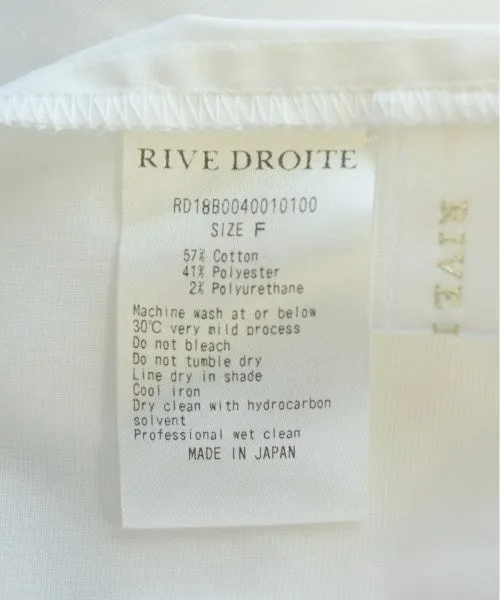 RIVE DROITE
RD18B0040010100
SIZE F
57% Cotton
41% Polyester
2% Polyurethane
Machine wash at or below
30℃ very mild process
Do not bleach
Do not tumble dry
Line dry in shade
Cool iron
Dry clean with hydrocarbon
solvent
Professional wet clean
MADE IN JAPAN
RIVE